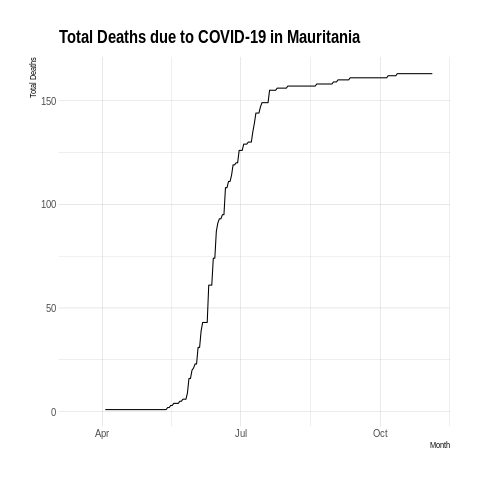 Total Deaths due to COVID-19 in Mauritania
Total Deaths
150
100
50
0
Apr
Jul
Oct
Month